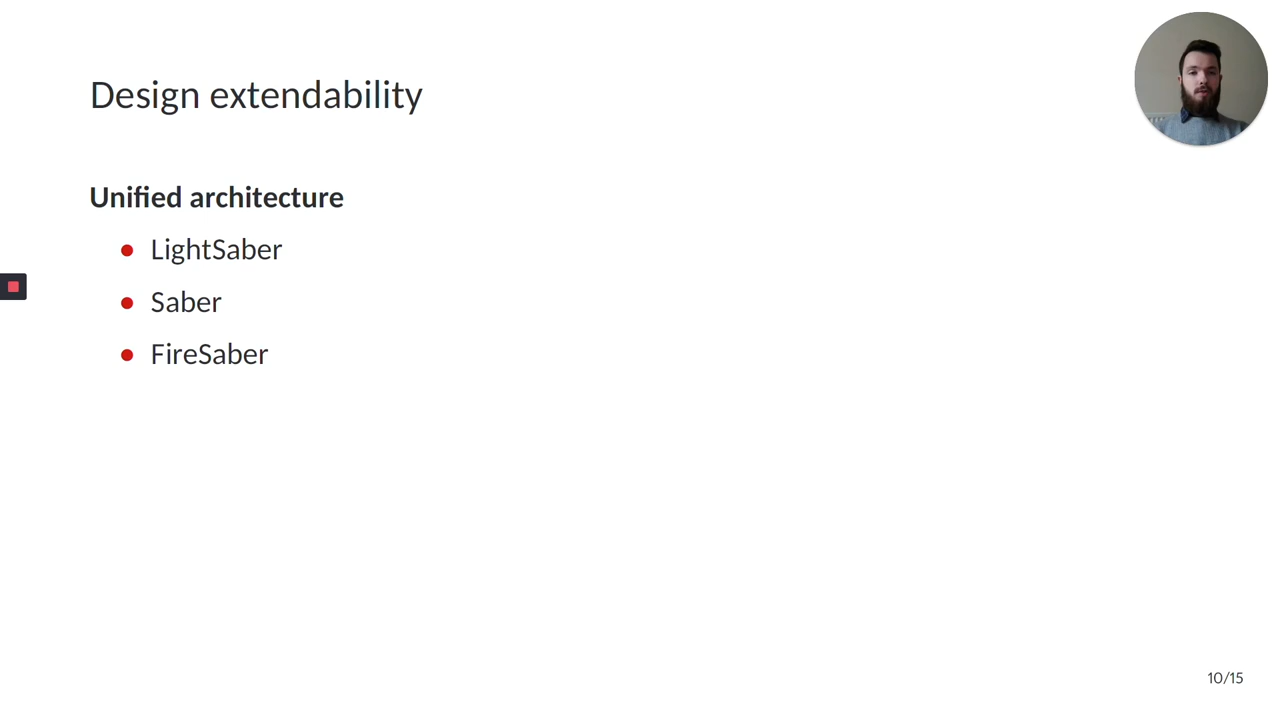 Design extendability
Unified architecture
LightSaber
Saber
FireSaber
10/15